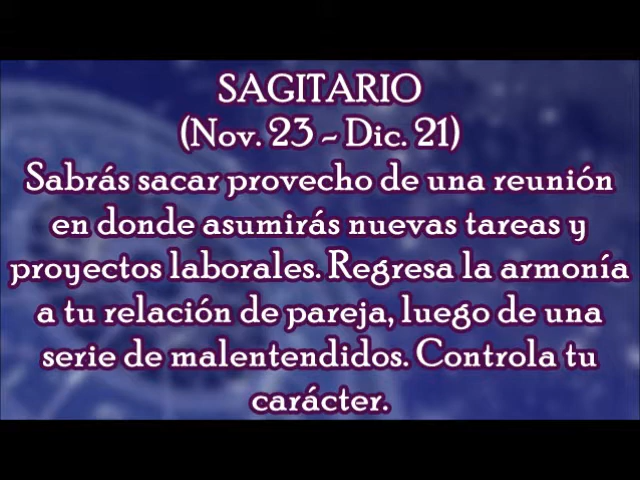 SAGITARIO
(Nov. 23 - Dic. 21)
Sabrás sacar provecho de una reunión
en donde asumirás nuevas tareas y
proyectos laborales. Regresa la armonía
a tu relación de pareja, luego de una
serie de malentendidos. Controla tu
carácter.